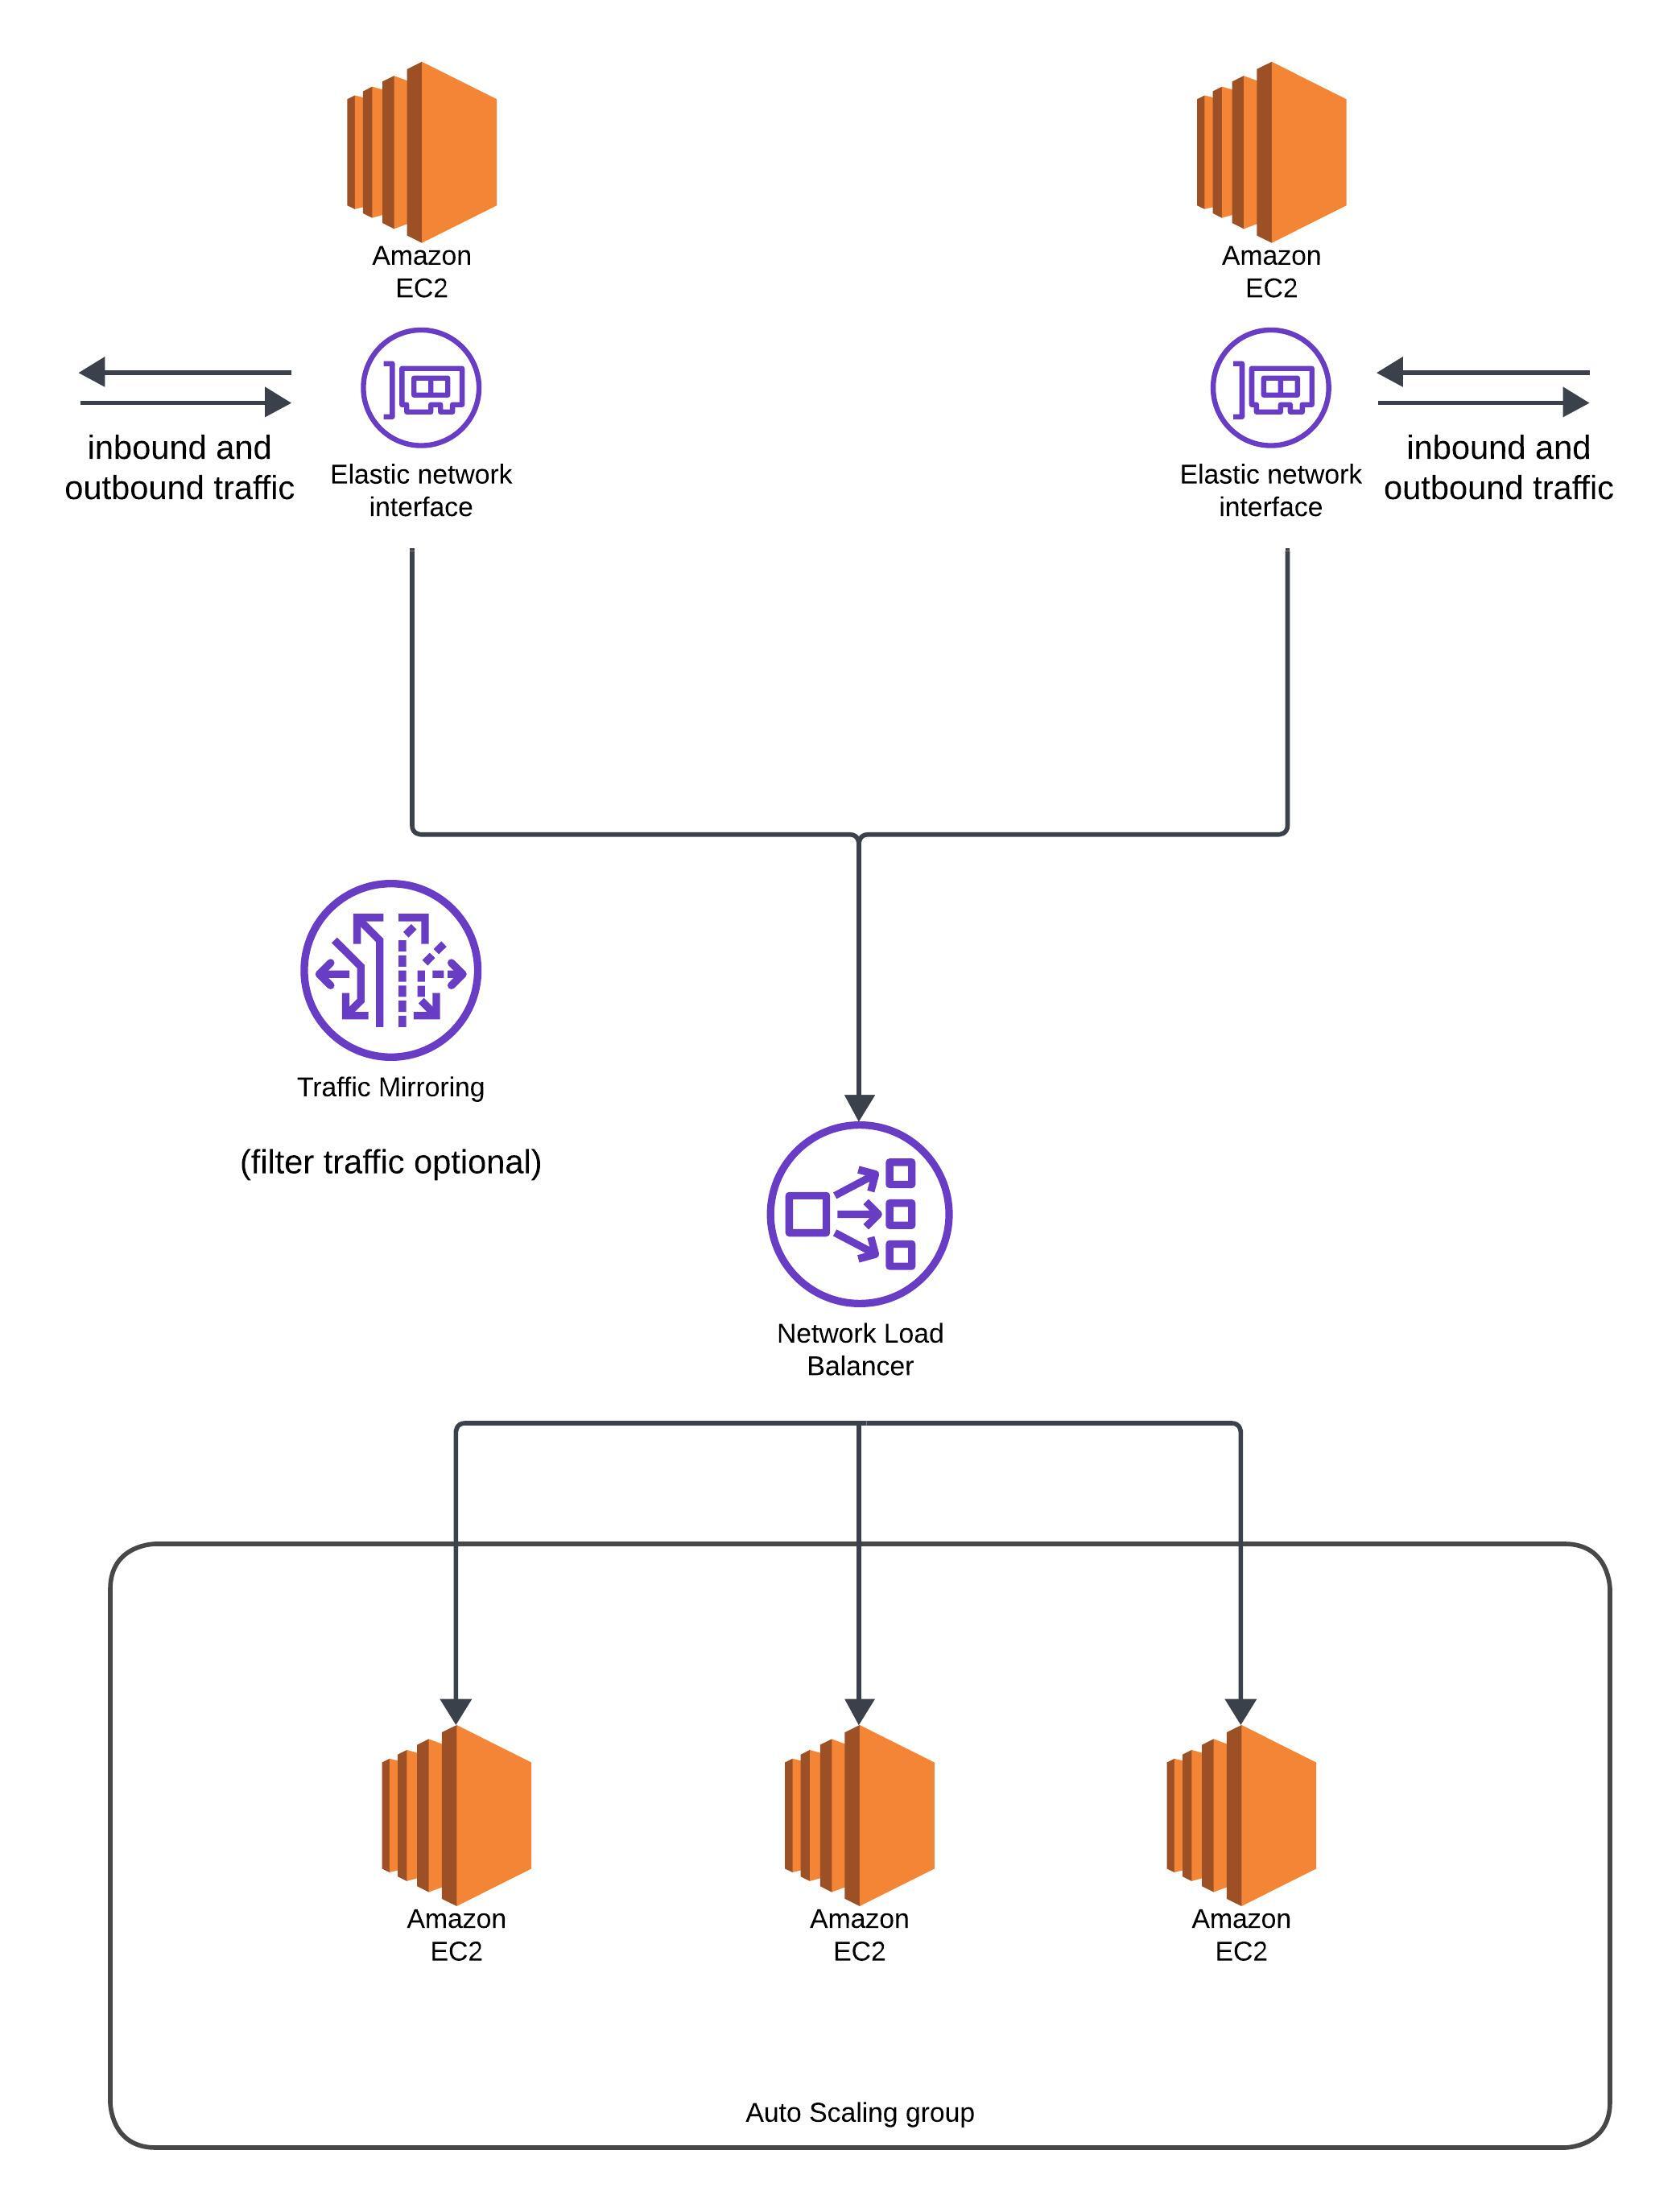 Amazon
EC2
Amazon
EC2
inbound and
outbound traffic
Elastic network
interface
Elastic network
interface
inbound and
outbound traffic
Traffic Mirroring
(filter traffic optional)
Network Load
Balancer
Amazon
EC2
Amazon
EC2
Amazon
EC2
Auto Scaling group